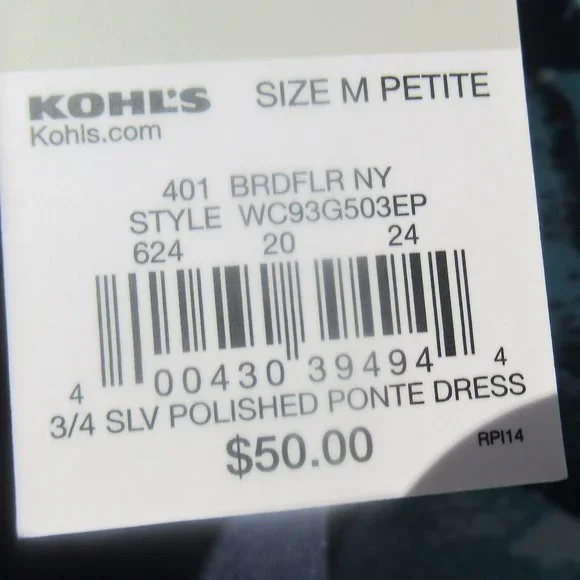 KOHL'S SIZE M PETITE
Kohls.com
401 BRDFLR NY
STYLE WC93G503EP
624 20 24
4 00430 39494 4
3/4 SLV POLISHED PONTE DRESS
$50.00
RPI14